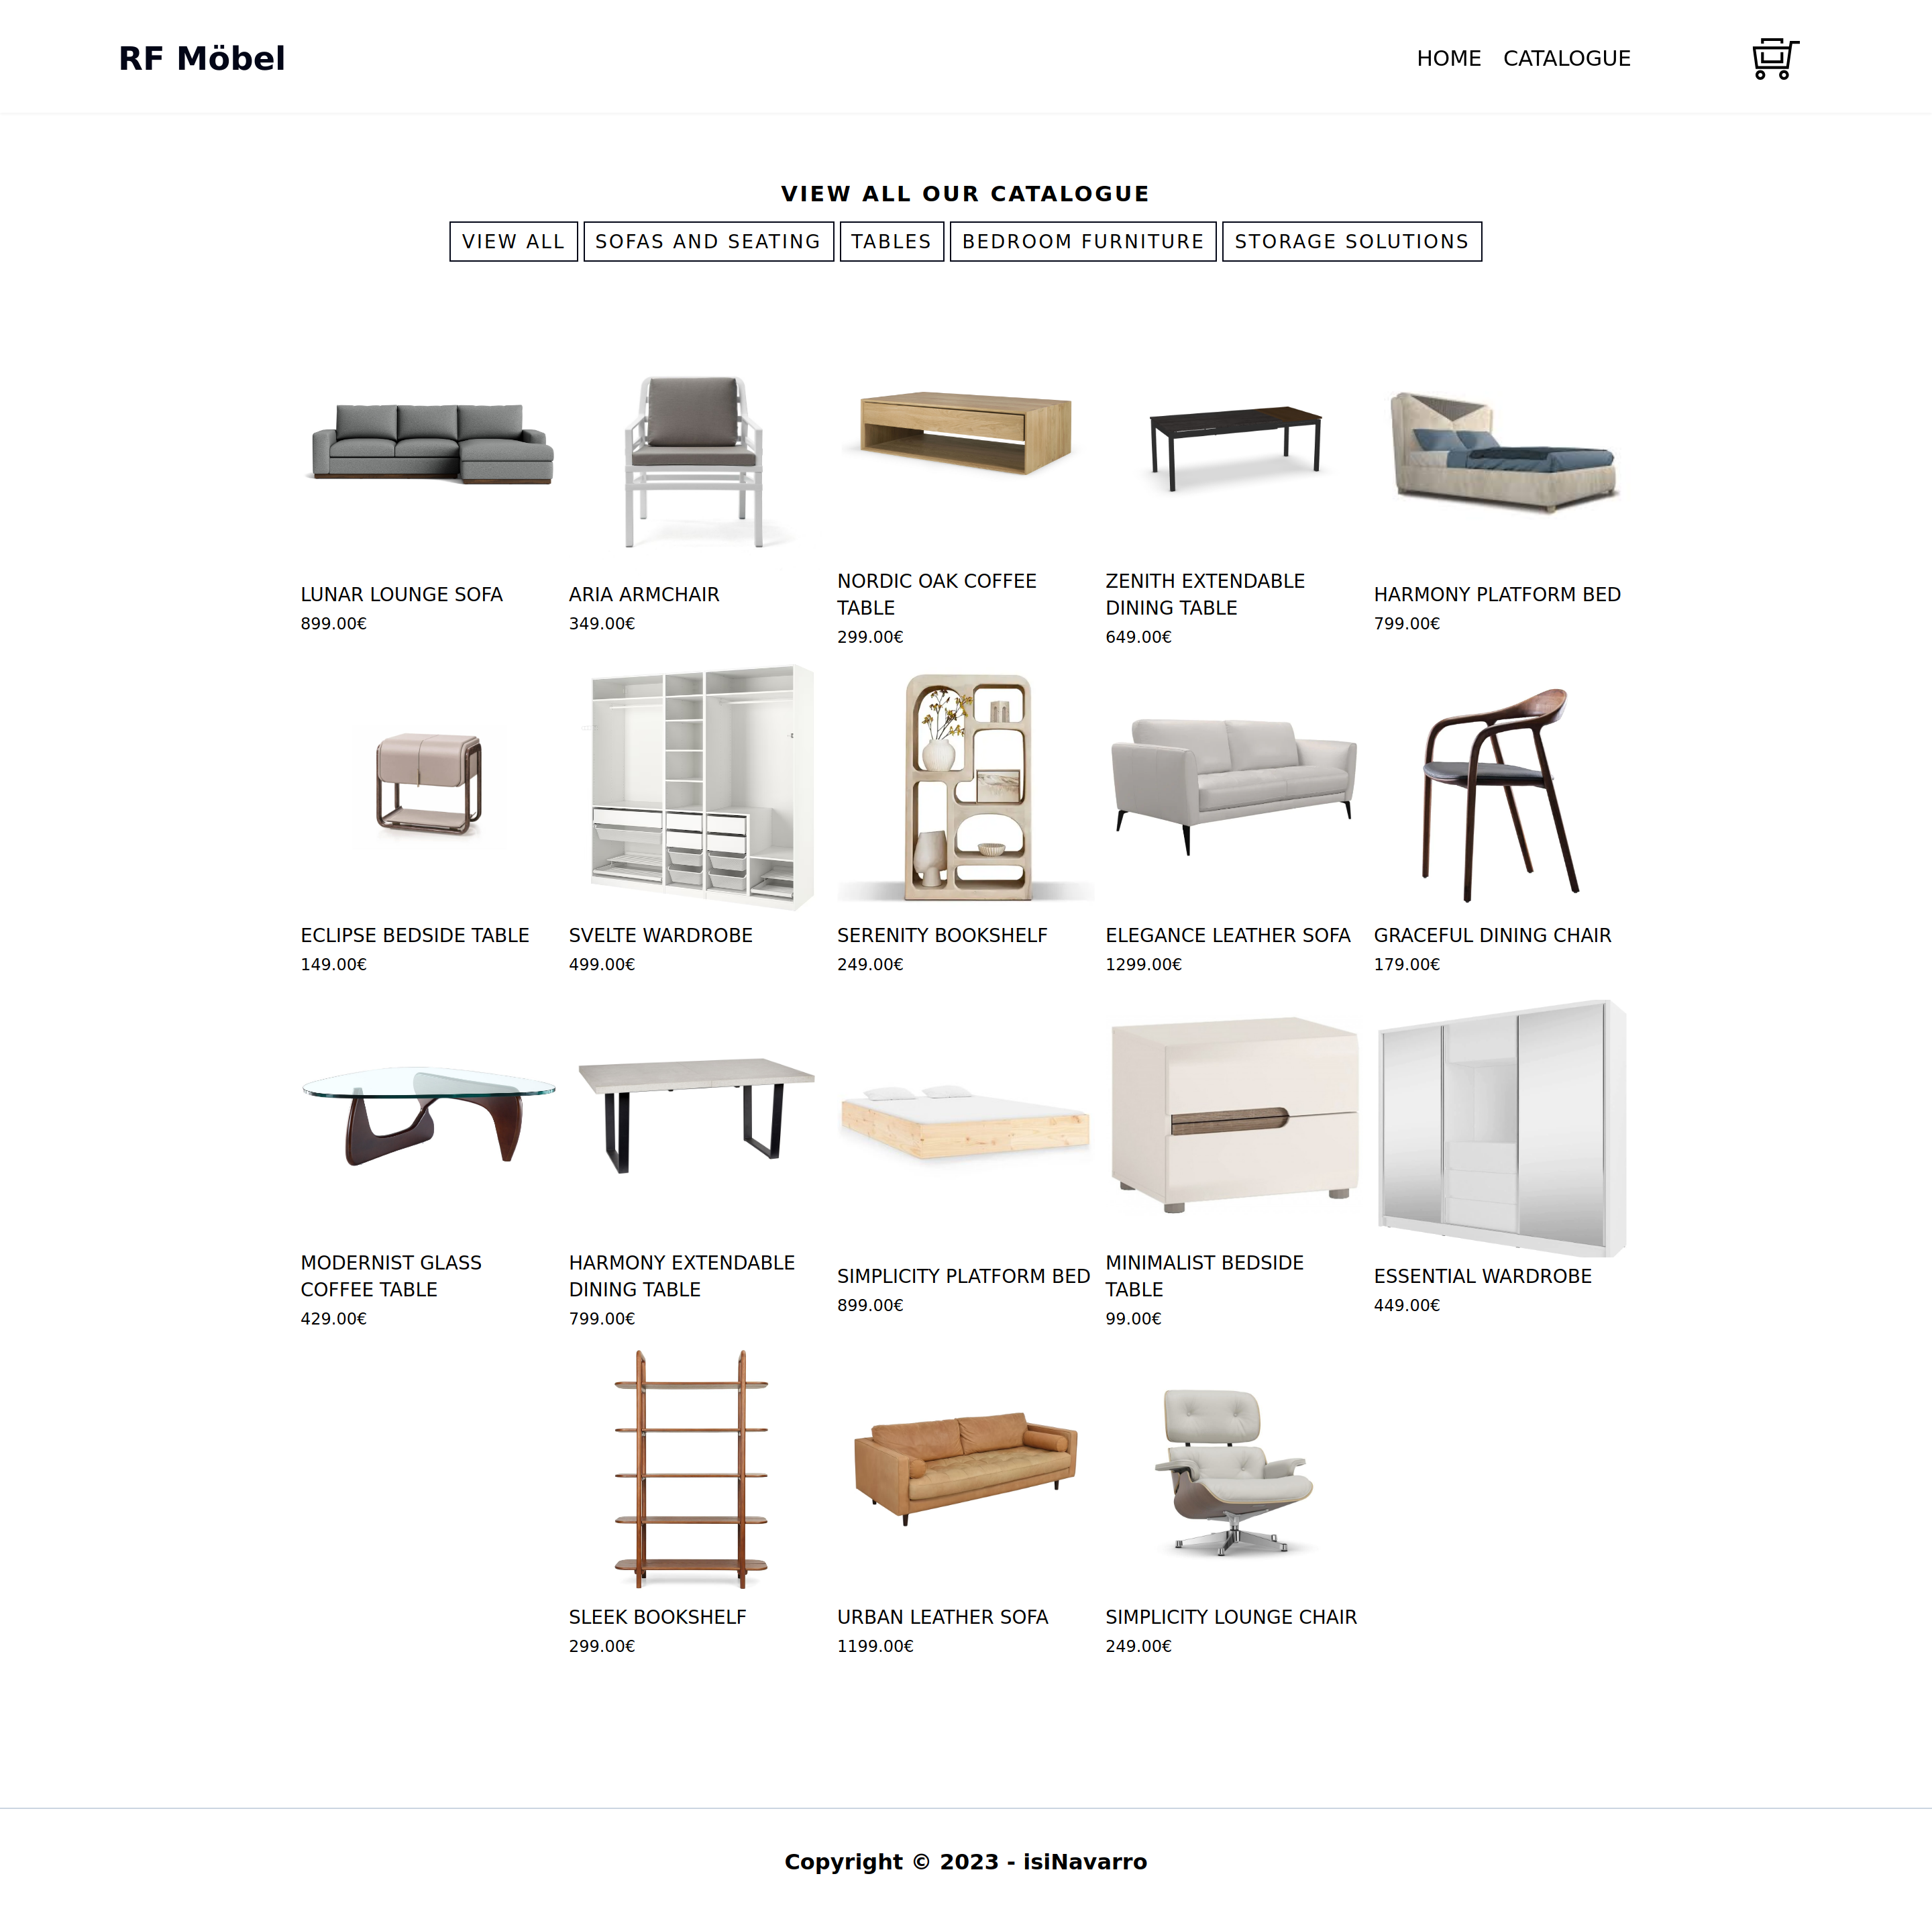 RF Möbel
HOME
CATALOGUE
VIEW ALL OUR CATALOGUE
VIEW ALL
SOFAS AND SEATING
TABLES
BEDROOM FURNITURE
STORAGE SOLUTIONS
LUNAR LOUNGE SOFA
899.00€
ARIA ARMCHAIR
349.00€
NORDIC OAK COFFEE
TABLE
299.00€
ZENITH EXTENDABLE
DINING TABLE
649.00€
HARMONY PLATFORM BED
799.00€
ECLIPSE BEDSIDE TABLE
149.00€
SVELTE WARDROBE
499.00€
SERENITY BOOKSHELF
249.00€
ELEGANCE LEATHER SOFA
1299.00€
GRACEFUL DINING CHAIR
179.00€
MODERNIST GLASS
COFFEE TABLE
429.00€
HARMONY EXTENDABLE
DINING TABLE
799.00€
SIMPLICITY PLATFORM BED
899.00€
MINIMALIST BEDSIDE
TABLE
99.00€
ESSENTIAL WARDROBE
449.00€
SLEEK BOOKSHELF
299.00€
URBAN LEATHER SOFA
1199.00€
SIMPLICITY LOUNGE CHAIR
249.00€
Copyright © 2023 - isiNavarro